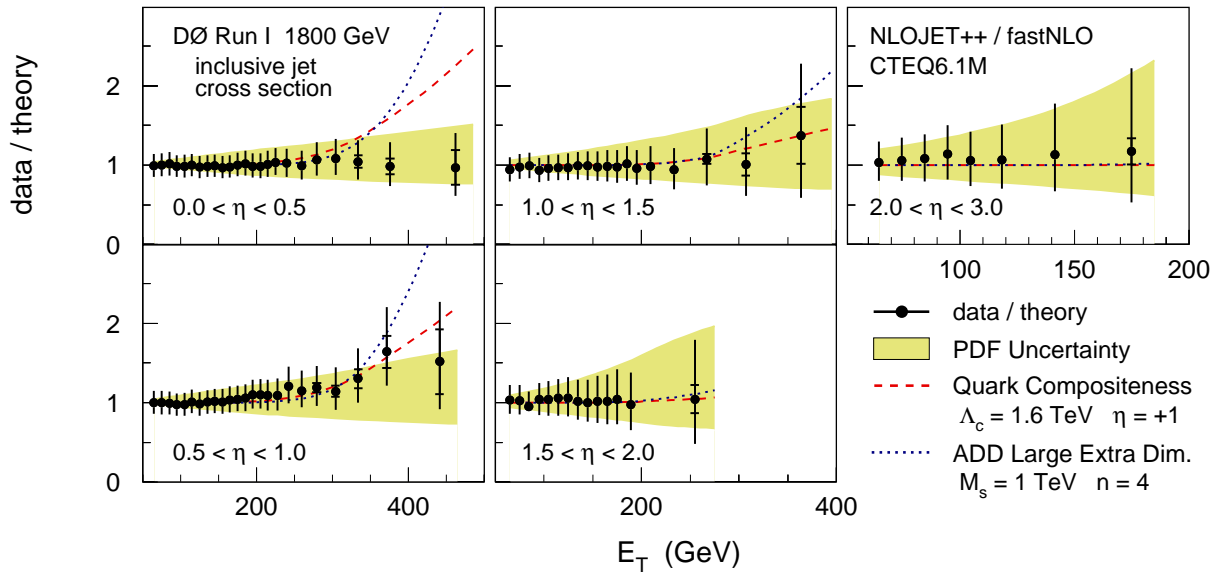 data / theory
DØ Run I 1800 GeV
inclusive jet
cross section
0.0 < η < 0.5
1.0 < η < 1.5
NLOJET++ / fastNLO
CTEQ6.1M
2.0 < η < 3.0
0
1
2
100
150
200
0.5 < η < 1.0
1.5 < η < 2.0
0
1
2
200
400
200
400
E_T (GeV)
data / theory
PDF Uncertainty
Quark Compositeness
Λ_c = 1.6 TeV η = +1
ADD Large Extra Dim.
M_s = 1 TeV n = 4